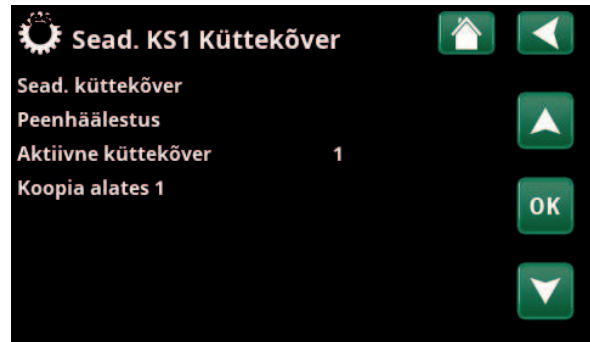 Sead. KS1 Küttekõver
Sead. küttekõver
Peenhäälestus
Aktiivne küttekõver 1
Koopia alates 1
OK